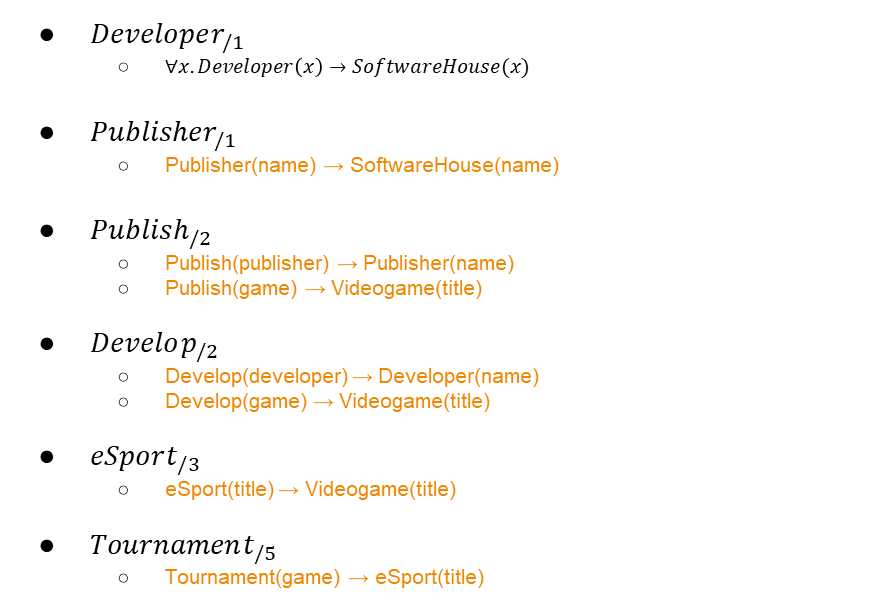 ● Developer/1
○ ∀x.Developer(x) → SoftwareHouse(x)
● Publisher/1
○ Publisher(name) → SoftwareHouse(name)
● Publish/2
○ Publish(publisher) → Publisher(name)
○ Publish(game) → Videogame(title)
● Develop/2
○ Develop(developer) → Developer(name)
○ Develop(game) → Videogame(title)
● eSport/3
○ eSport(title) → Videogame(title)
● Tournament/5
○ Tournament(game) → eSport(title)